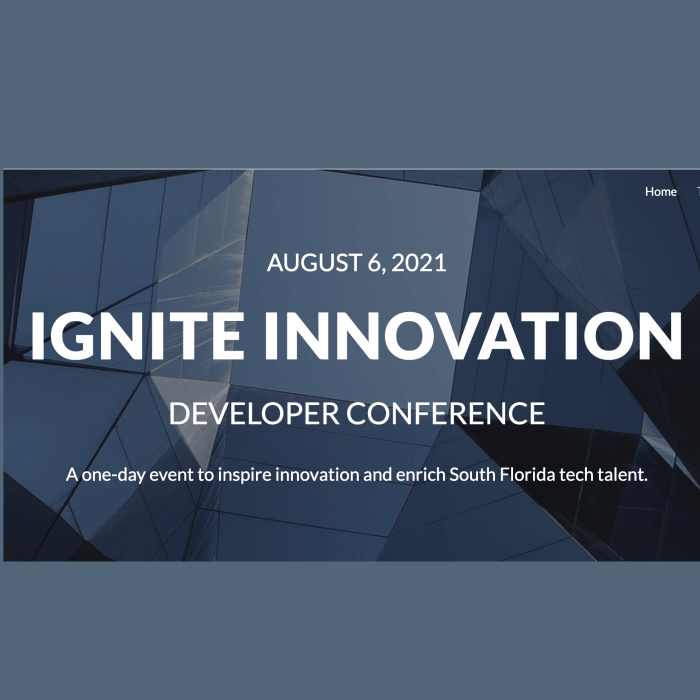 Home
AUGUST 6, 2021
IGNITE INNOVATION
DEVELOPER CONFERENCE
A one-day event to inspire innovation and enrich South Florida tech talent.